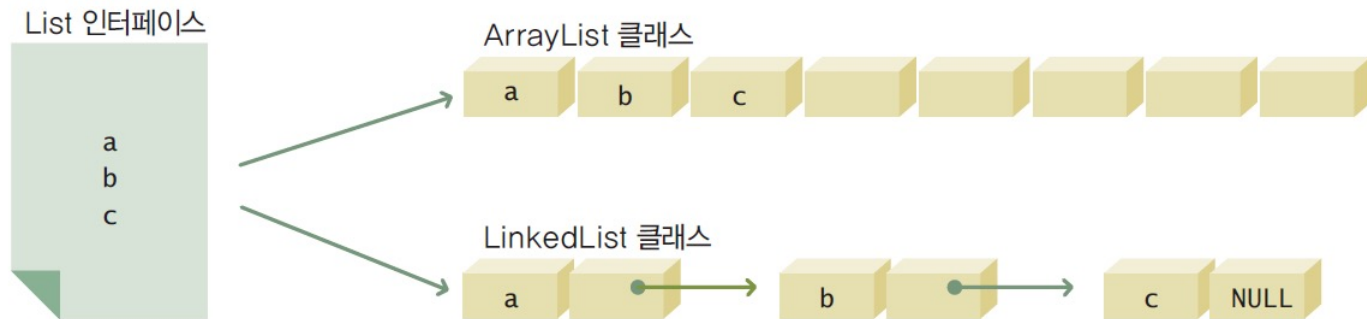 List 인터페이스
a
b
c
ArrayList 클래스
a b c
LinkedList 클래스
a b c NULL